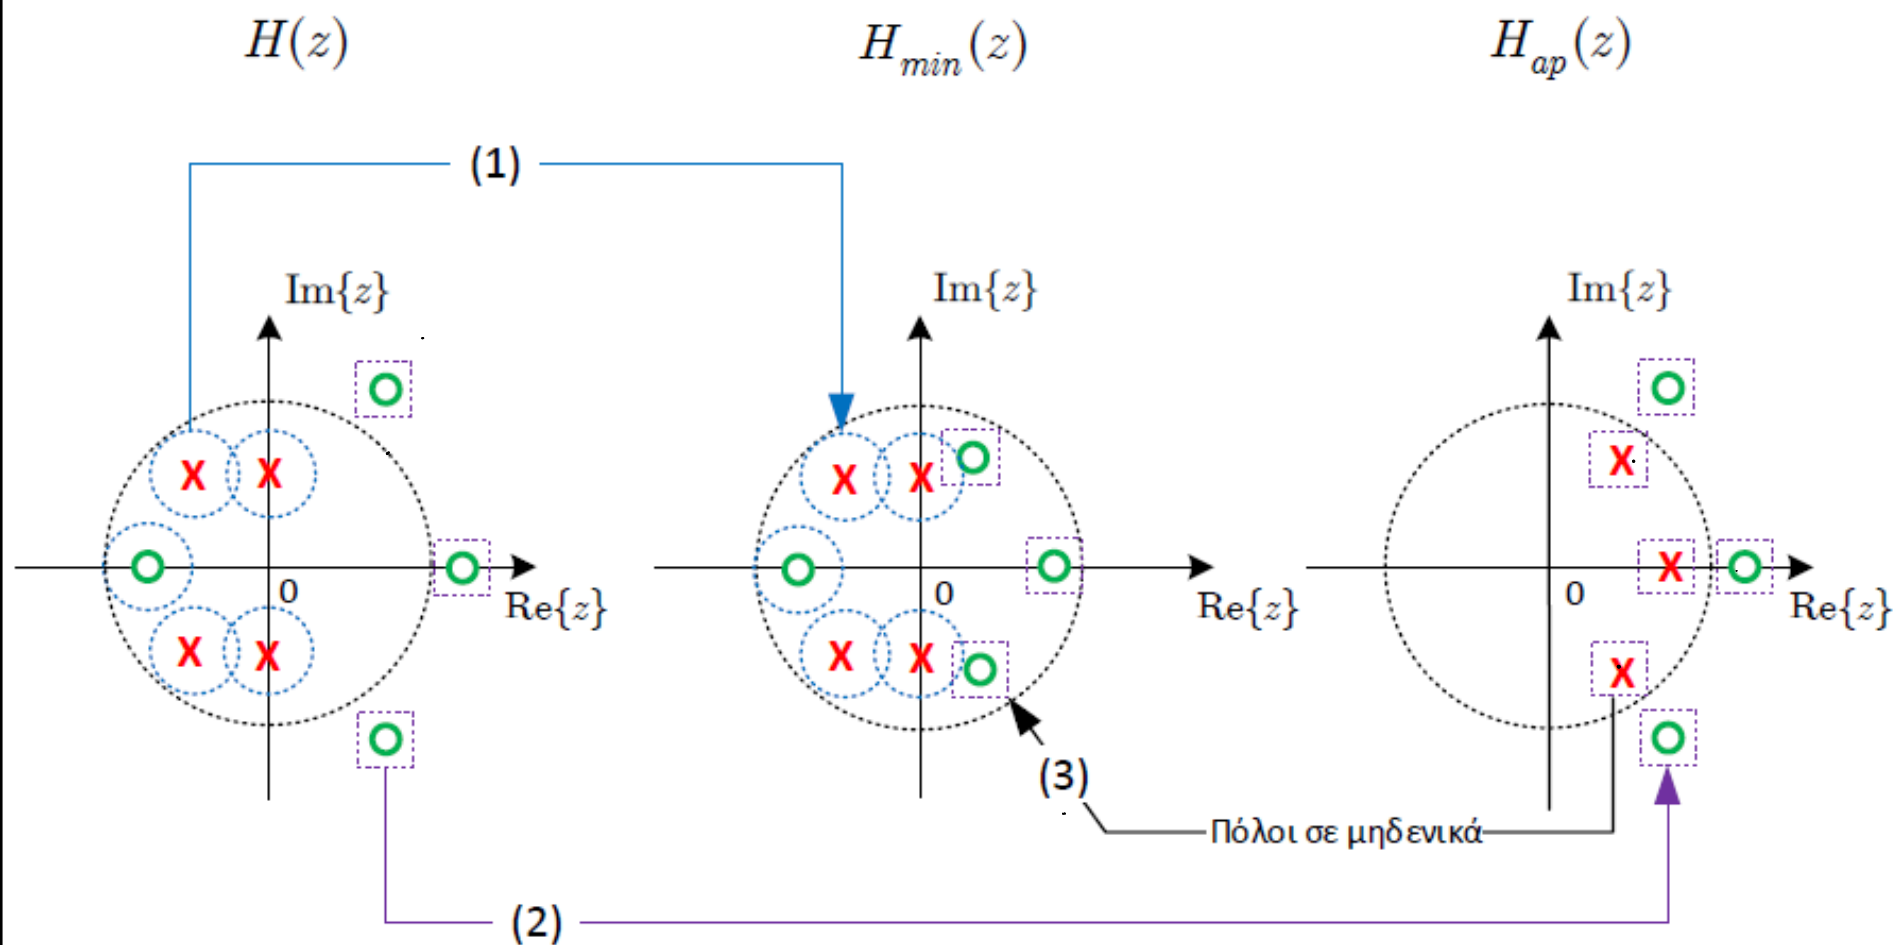 H(z) H_min(z) H_ap(z)
(1)
Im{z} Im{z} Im{z}
X X X X X
X
0 0 0
Re{z} Re{z} Re{z}
X X X X X
(3)
Πόλοι σε μηδενικά
(2)